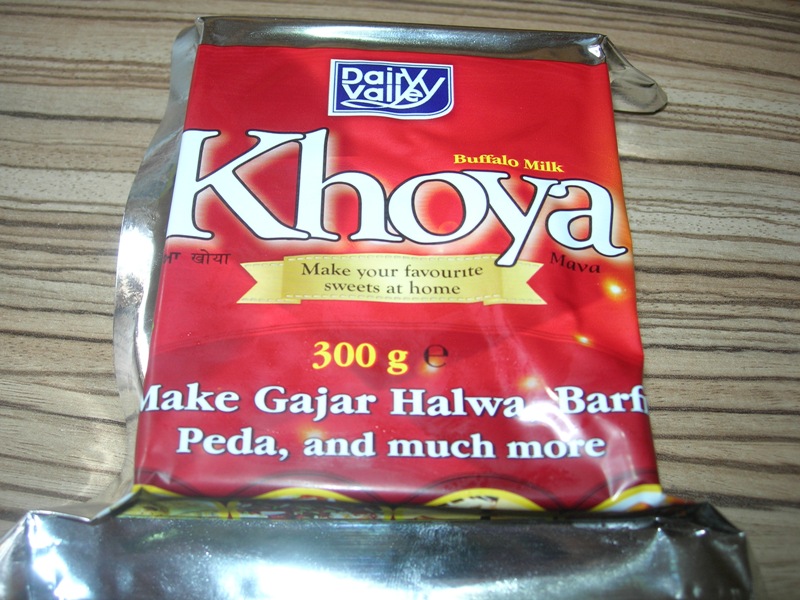 Dairy
Valley
Buffalo Milk
Khoya
खोया
Mava
Make your favourite
sweets at home
300 g ℮
Make Gajar Halwa, Barfi
Peda, and much more